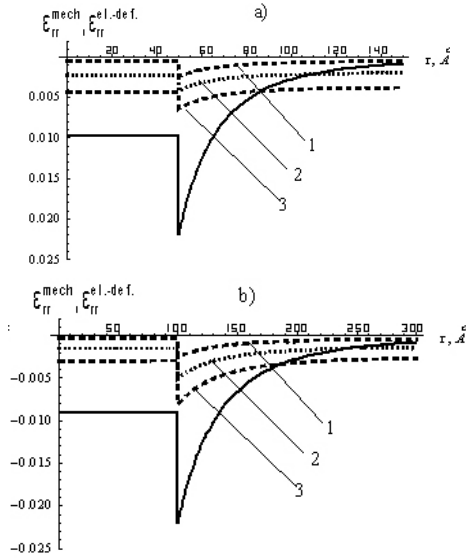 a)
ε_rr^mech, ε_rr^el.-def.
20 40 60 80 100 120 140 r, Å
0.005
0.010
0.015
0.020
0.025
1
2
3
b)
ε_rr^mech, ε_rr^el-def.
50 100 150 200 250 300 r, Å
−0.005
−0.010
−0.015
−0.020
−0.025
1
2
3